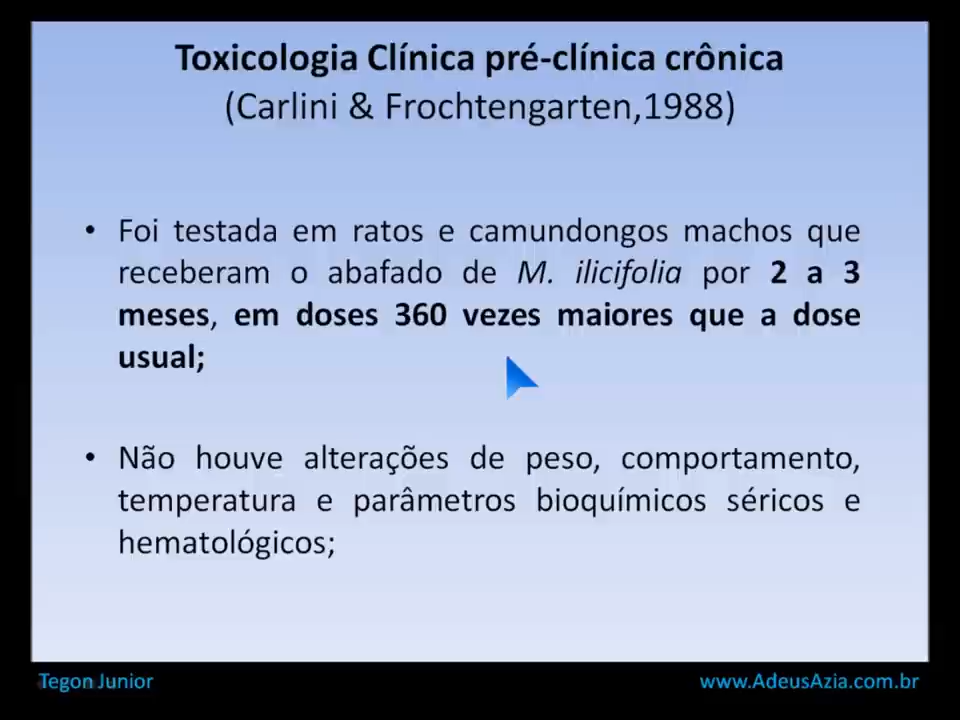 Toxicologia Clínica pré-clínica crônica
(Carlini & Frochtengarten,1988)
• Foi testada em ratos e camundongos machos que
receberam o abafado de M. ilicifolia por 2 a 3
meses, em doses 360 vezes maiores que a dose
usual;
• Não houve alterações de peso, comportamento,
temperatura e parâmetros bioquímicos séricos e
hematológicos;
Tegon Junior
www.AdeusAzia.com.br